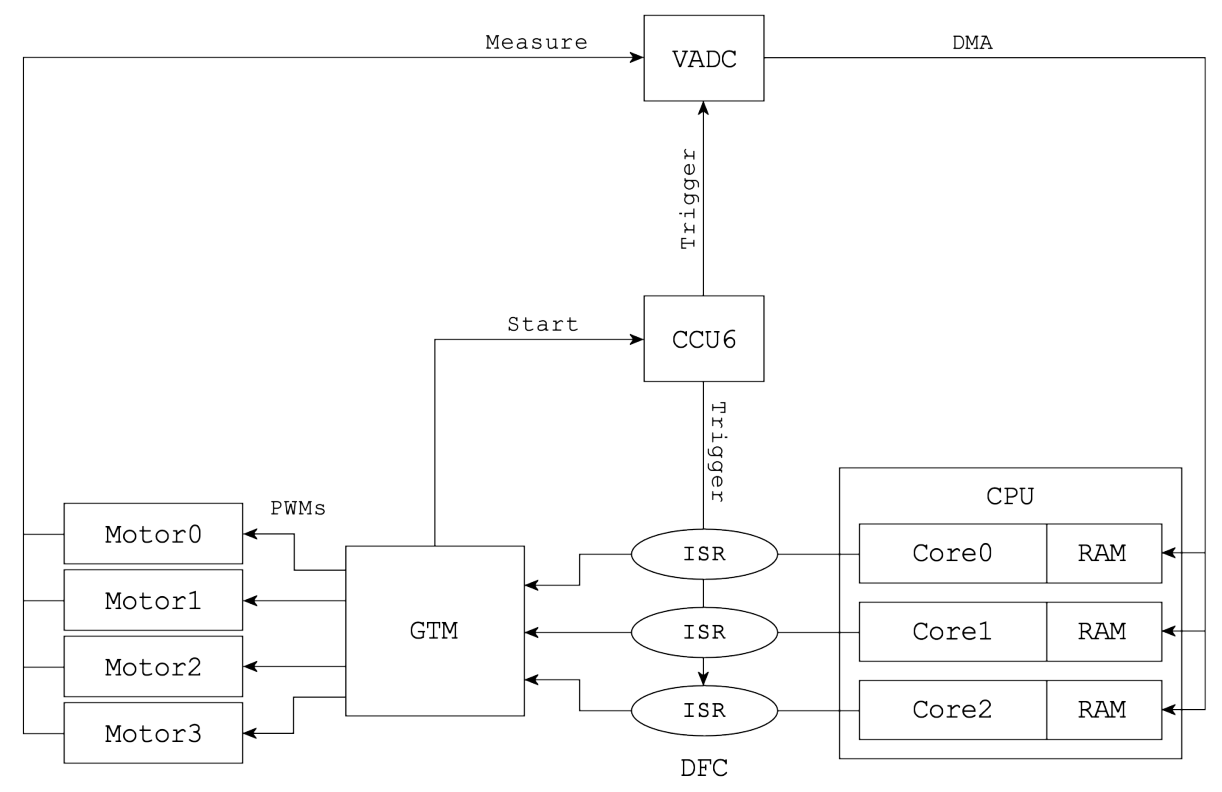 Measure
VADC
DMA
Trigger
Start
CCU6
Trigger
CPU
PWMs
Motor0
ISR
Core0
RAM
Motor1
GTM
ISR
Core1
RAM
Motor2
Motor3
ISR
Core2
RAM
DFC